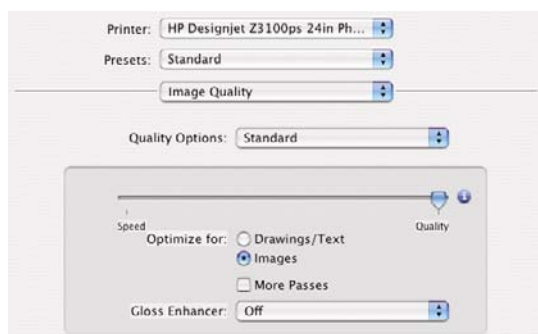 Printer: HP Designjet Z3100ps 24in Ph...
Presets: Standard
Image Quality
Quality Options: Standard
Speed Quality
Optimize for: Drawings/Text
Images
More Passes
Gloss Enhancer: Off